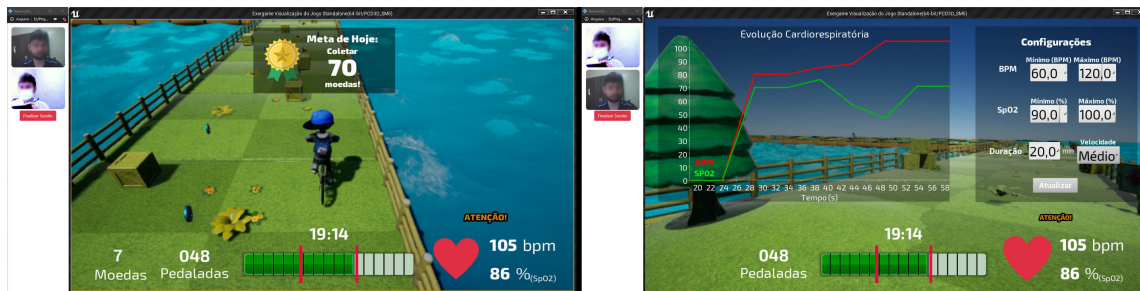 Exergame Visualização do Jogo Standalone(64-bit/PCD3D_SM5)
Finalizar Sessão
Meta de Hoje:
Coletar
70
moedas!
ATENÇÃO!
19:14
7
Moedas
048
Pedaladas
105 bpm
86 %(SpO2)
Exergame Visualização do Jogo Standalone(64-bit/PCD3D_SM5)
Finalizar Sessão
Evolução Cardiorespiratória
100
90
80
70
60
50
40
30
20
10
0
BPM
SPO2
20 22 24 26 28 30 32 34 36 38 40 42 44 46 48 50 52 54 56 58
Tempo (s)
Configurações
Mínimo (BPM) Máximo (BPM)
BPM 60,0 120,0
Mínimo (%) Máximo (%)
SpO2 90,0 100,0
Velocidade
Duração 20,0 min Médio
Atualizar
ATENÇÃO!
19:14
048
Pedaladas
105 bpm
86 %(SpO2)